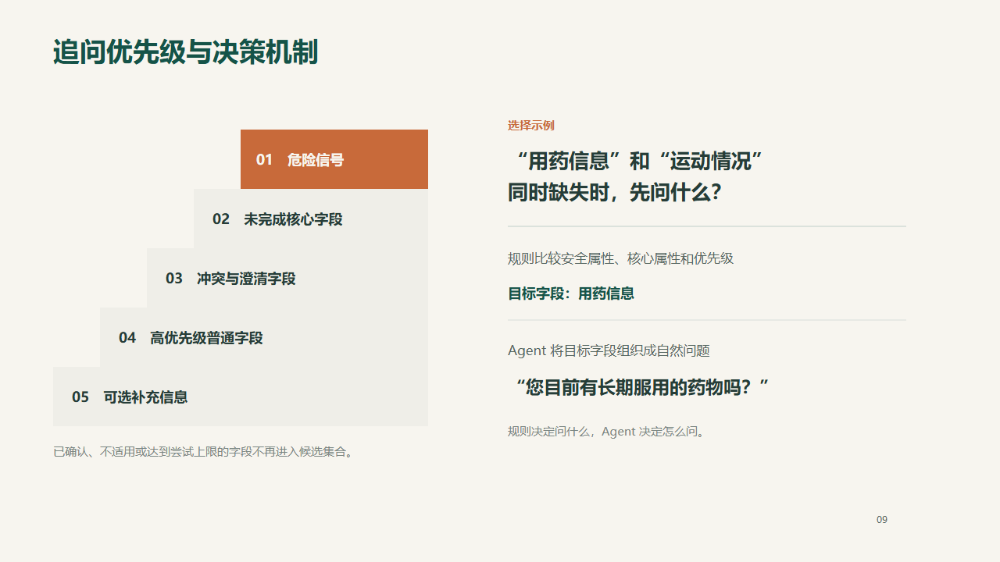 追问优先级与决策机制
01 危险信号
02 未完成核心字段
03 冲突与澄清字段
04 高优先级普通字段
05 可选补充信息
已确认、不适用或达到尝试上限的字段不再进入候选集合。
选择示例
“用药信息”和“运动情况”
同时缺失时，先问什么？
规则比较安全属性、核心属性和优先级
目标字段：用药信息
Agent 将目标字段组织成自然问题
“您目前有长期服用的药物吗？”
规则决定问什么，Agent 决定怎么问。
09